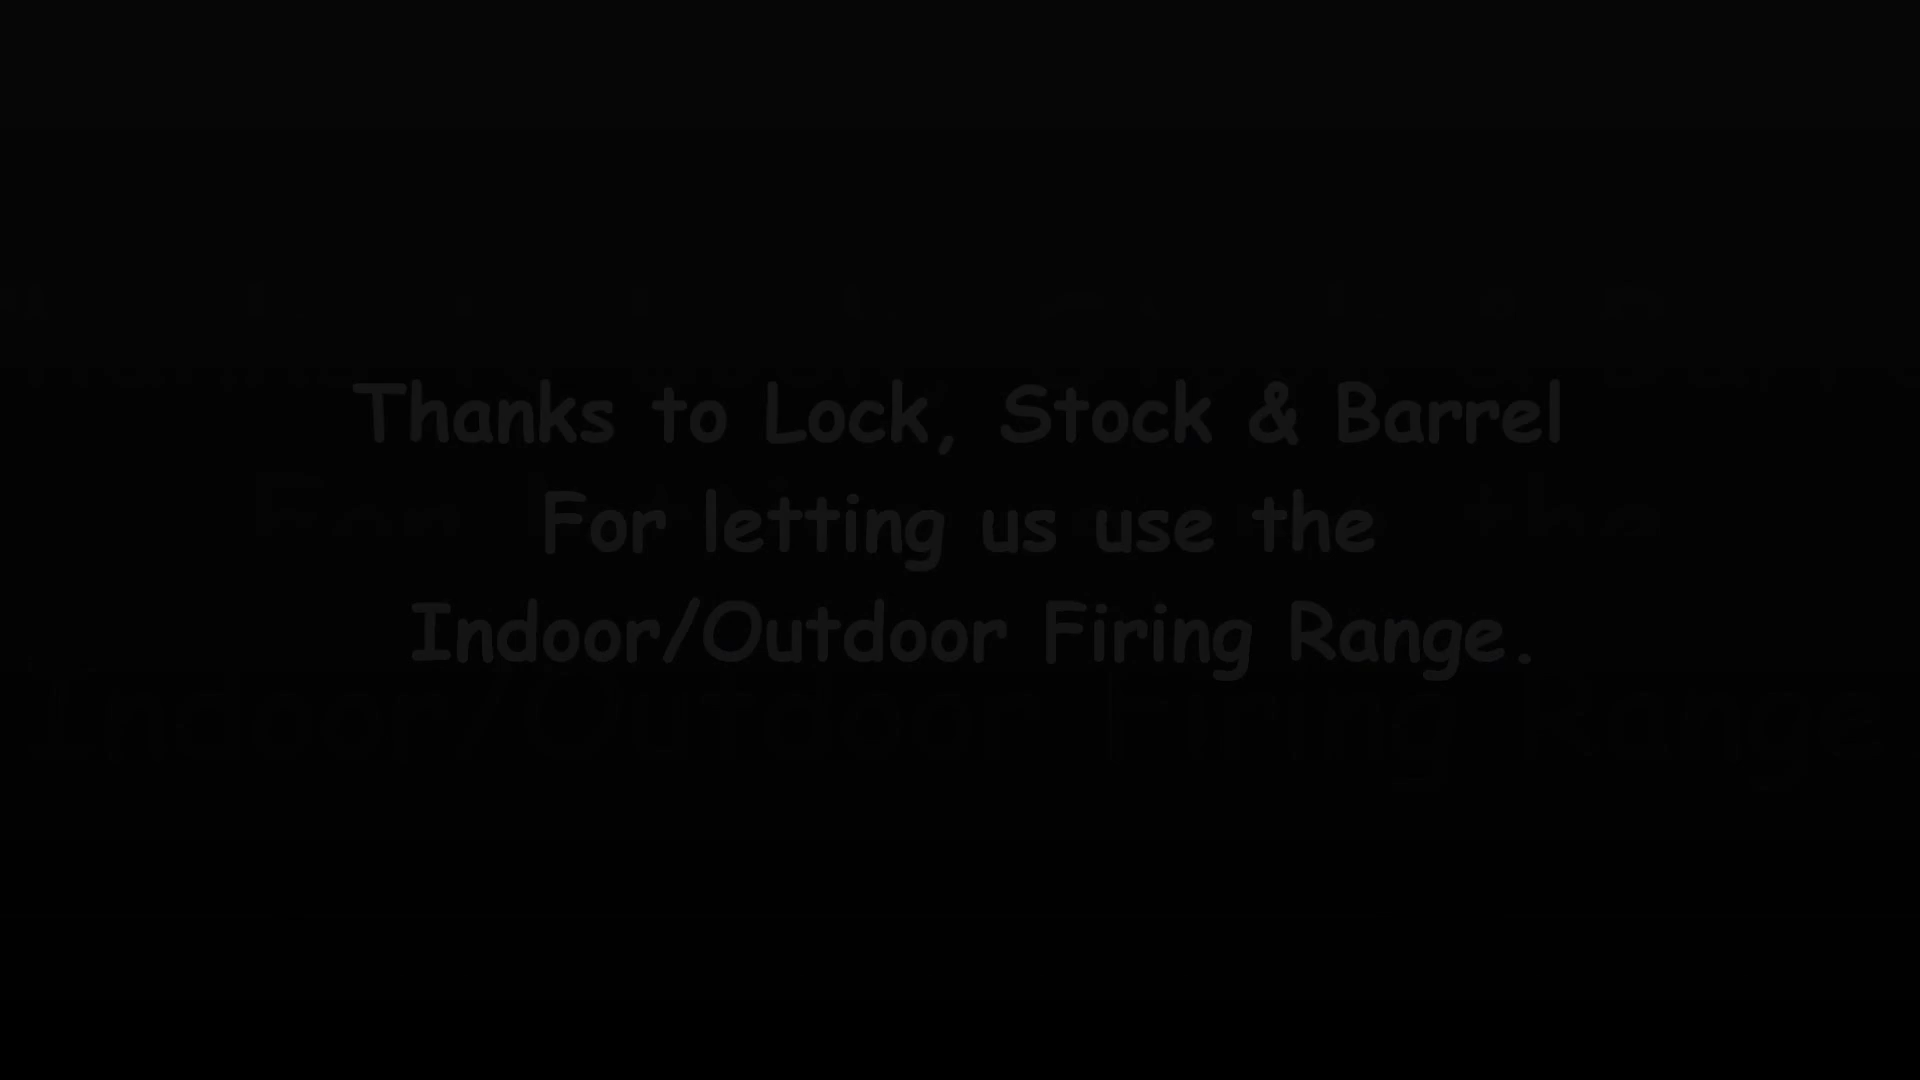 Thanks to Lock, Stock & Barrel
For letting us use the
Indoor/Outdoor Firing Range.